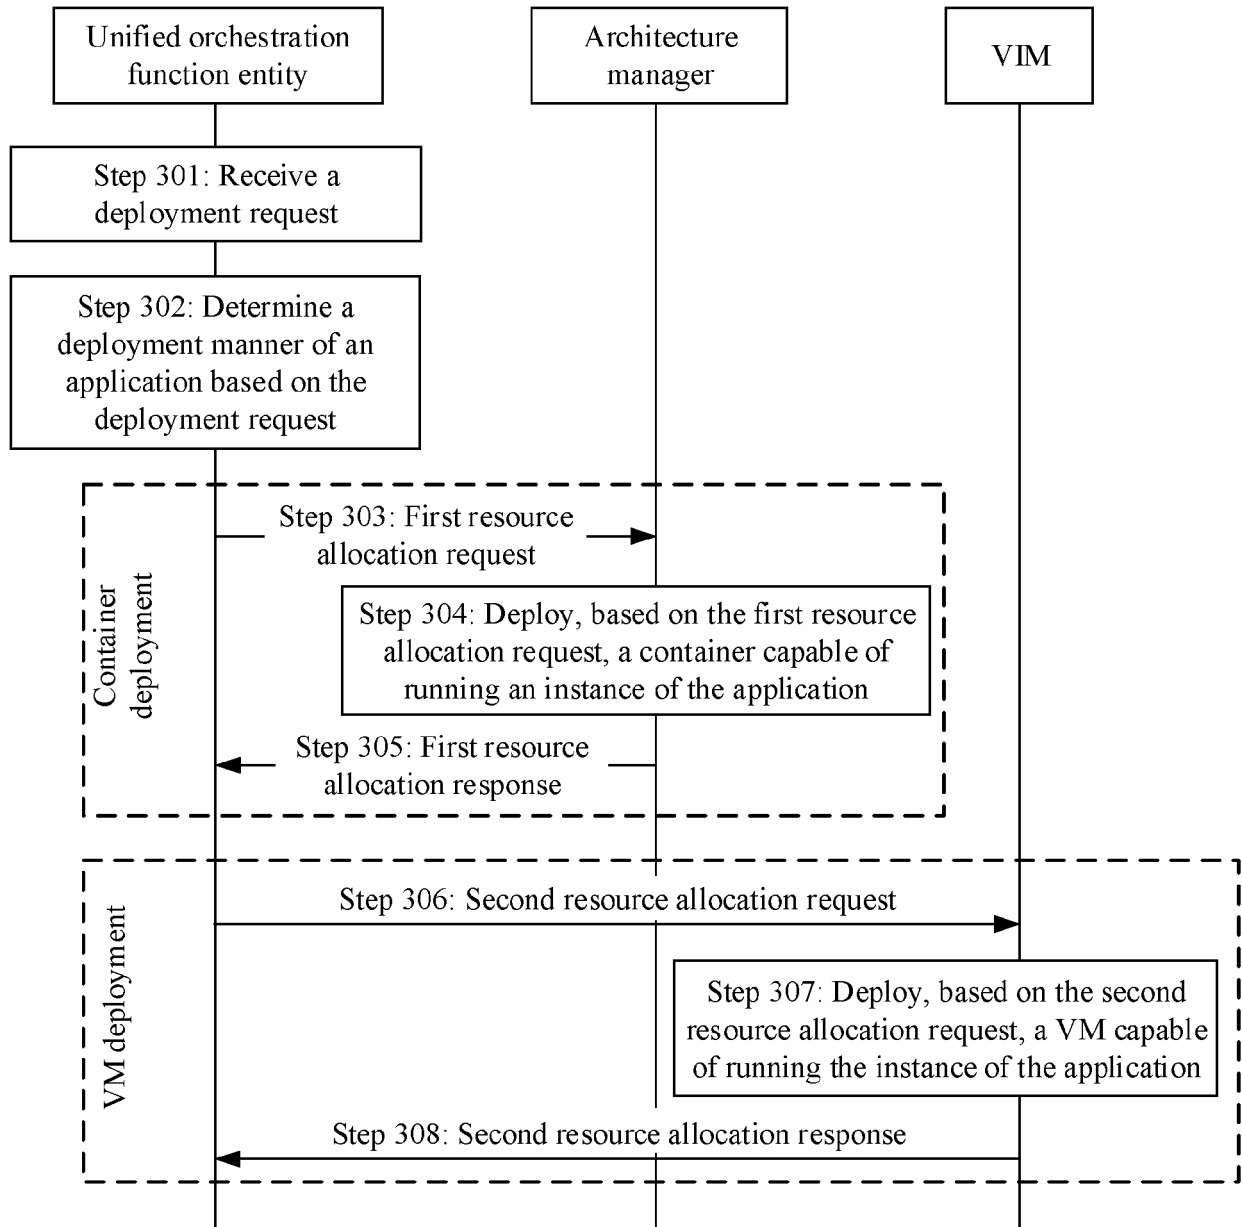 Unified orchestration
function entity
Architecture
manager
VIM
Step 301: Receive a
deployment request
Step 302: Determine a
deployment manner of an
application based on the
deployment request
Container
deployment
Step 303: First resource
allocation request
Step 304: Deploy, based on the first resource
allocation request, a container capable of
running an instance of the application
Step 305: First resource
allocation response
VM deployment
Step 306: Second resource allocation request
Step 307: Deploy, based on the second
resource allocation request, a VM capable
of running the instance of the application
Step 308: Second resource allocation response